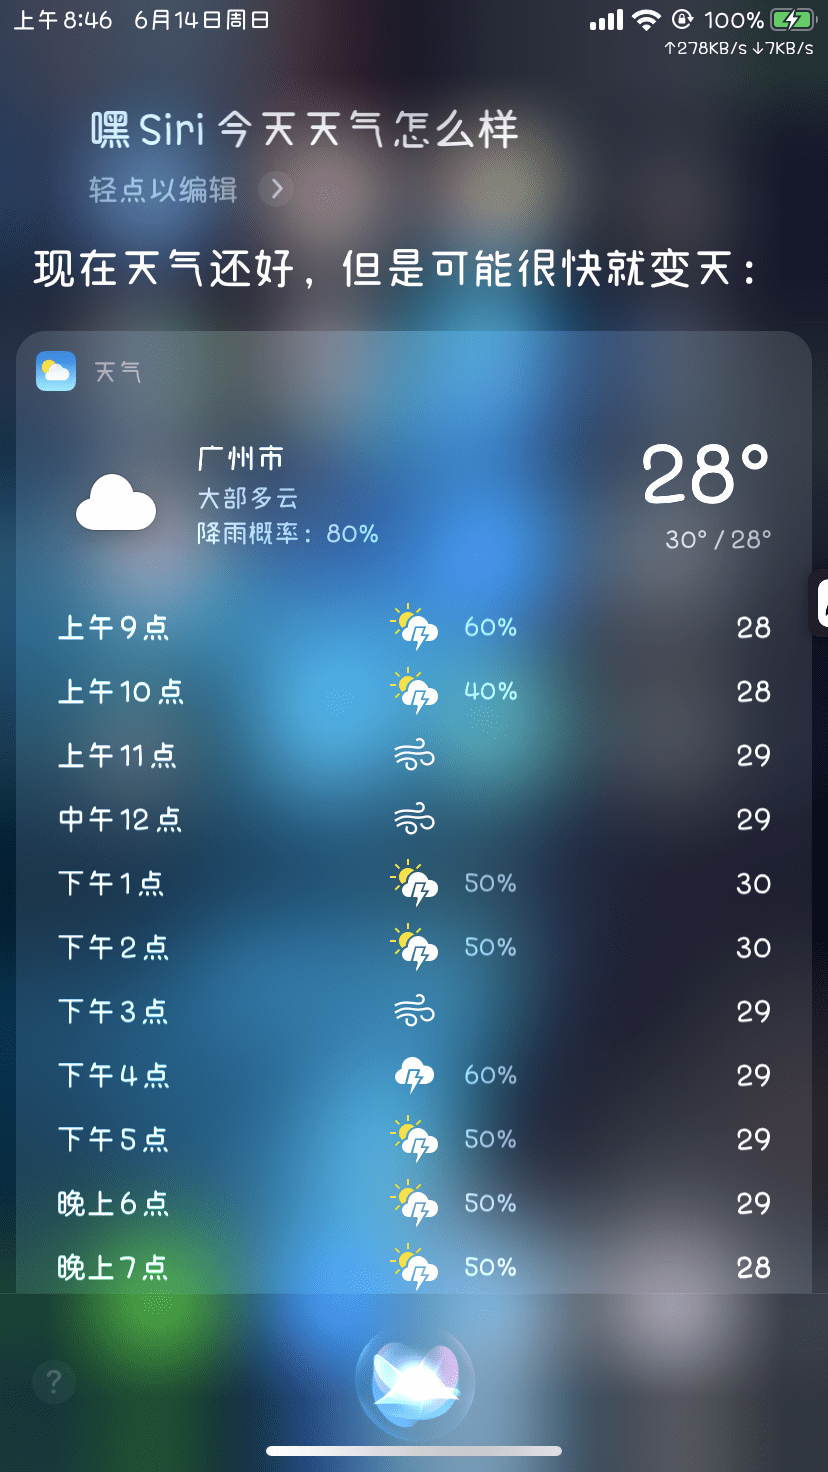 上午8:46 6月14日周日 100%
↑278KB/s ↓7KB/s
嘿Siri 今天天气怎么样
轻点以编辑
现在天气还好，但是可能很快就变天：
天气
广州市
大部多云
降雨概率：80%
28°
30° / 28°
上午9点 60% 28
上午10点 40% 28
上午11点 29
中午12点 29
下午1点 50% 30
下午2点 50% 30
下午3点 29
下午4点 60% 29
下午5点 50% 29
晚上6点 50% 29
晚上7点 50% 28
?